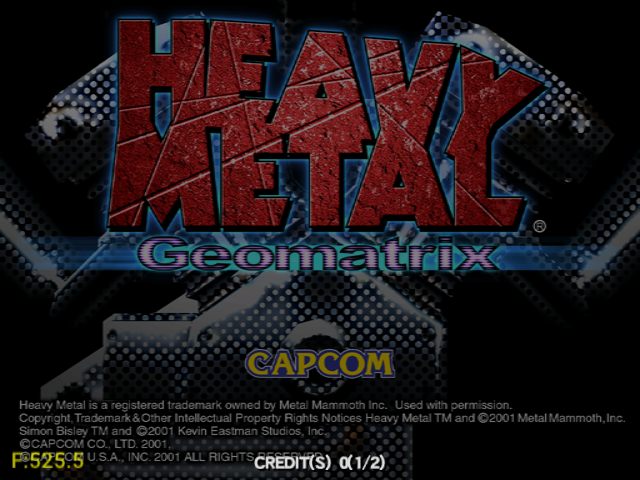 HEAVY
METAL
®
Geomatrix
CAPCOM
Heavy Metal is a registered trademark owned by Metal Mammoth Inc. Used with permission.
Copyright, Trademark & Other Intellectual Property Rights Notices Heavy Metal TM and ©2001 Metal Mammoth, Inc.
Simon Bisley TM and ©2001 Kevin Eastman Studios, Inc.
©CAPCOM CO., LTD. 2001,
©CAPCOM U.S.A., INC. 2001 ALL RIGHTS RESERVED.
F:525.5
CREDIT(S) 0(1/2)